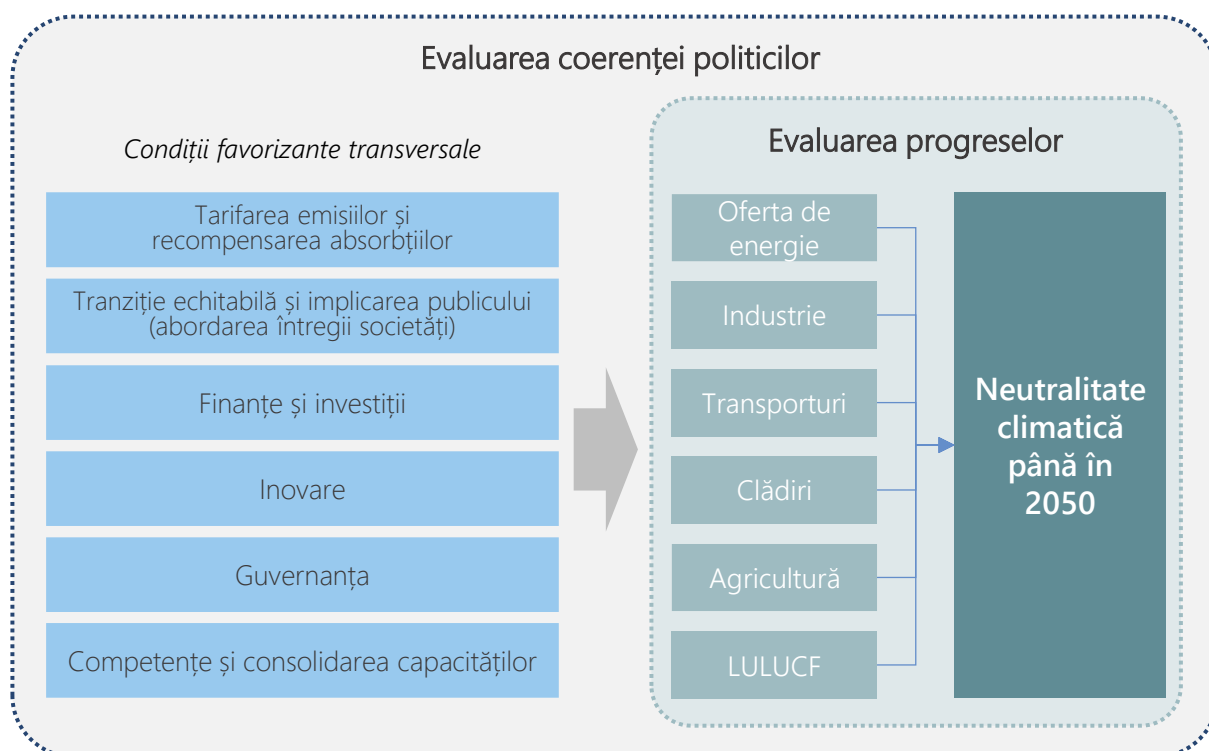 Evaluarea coerenței politicilor
Condiții favorizante transversale
Tarifarea emisiilor și
recompensarea absorbțiilor
Tranziție echitabilă și implicarea publicului
(abordarea întregii societăți)
Finanțe și investiții
Inovare
Guvernanța
Competențe și consolidarea capacităților
Evaluarea progreselor
Oferta de
energie
Industrie
Transporturi
Clădiri
Agricultură
LULUCF
Neutralitate
climatică
până în
2050